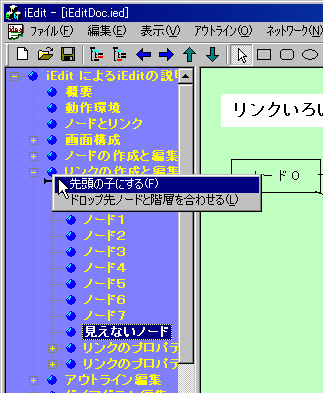 iEdit - [iEditDoc.ied]
ファイル(F) 編集(E) 表示(V) アウトライン(O) ネットワーク(N)
iEdit によるiEditの説明
概要
動作環境
ノードとリンク
画面構成
ノードの作成と編集
リンクの作成と編集
先頭の子にする(F)
ドロップ先ノードと階層を合わせる(L)
ノード1
ノード2
ノード3
ノード4
ノード5
ノード6
ノード7
見えないノード
リンクのプロパテ
リンクのプロパテ
アウトライン編集
リンクいろい
ノード0